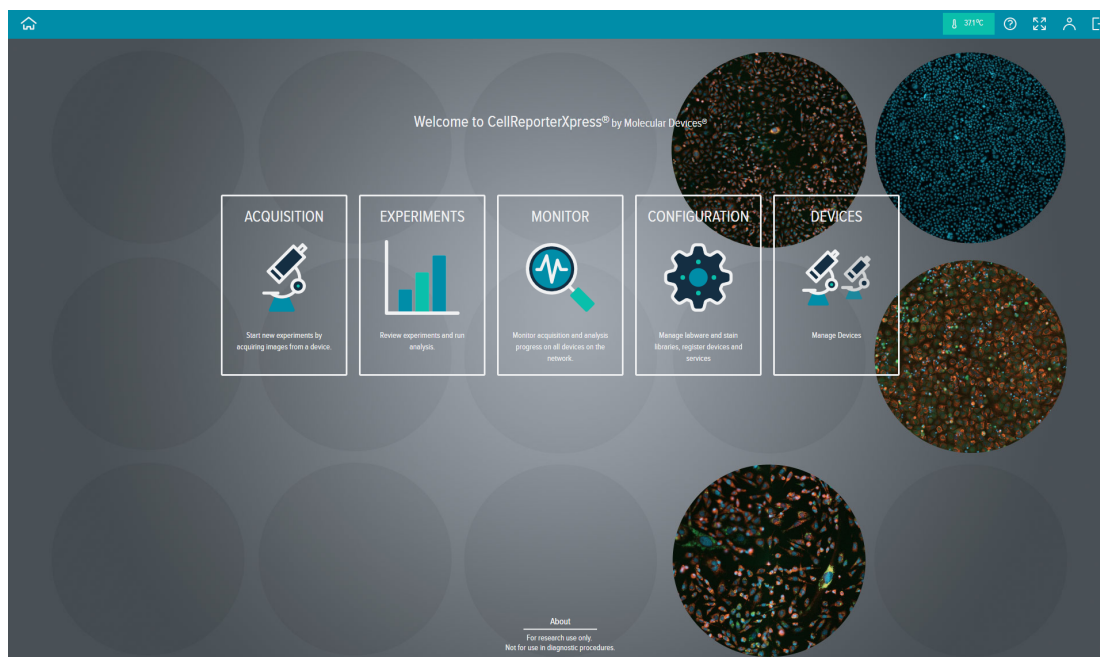 37.1°C
Welcome to CellReporterXpress® by Molecular Devices®
ACQUISITION
Start new experiments by
acquiring images from a device.
EXPERIMENTS
Review experiments and run
analysis.
MONITOR
Monitor acquisition and analysis
progress on all devices on the
network.
CONFIGURATION
Manage labware and stain
libraries, register devices and
services
DEVICES
Manage Devices
About
For research use only.
Not for use in diagnostic procedures.